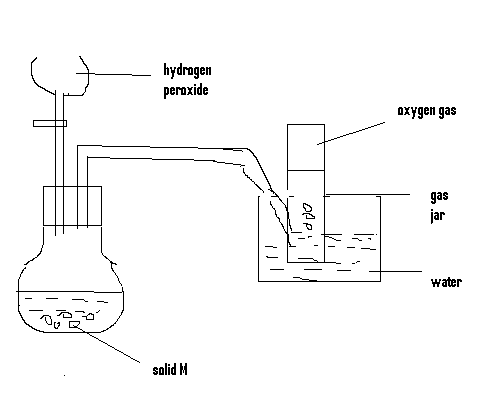 hydrogen
peroxide
oxygen gas
gas
jar
water
solid M